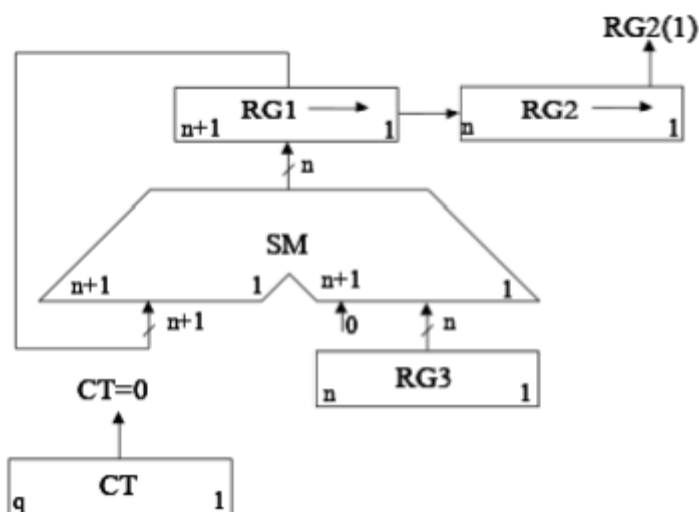 RG2(1)
RG1
n+1 1
RG2
n 1
n
SM
n+1 1
n+1 1
n+1
0
n
RG3
n 1
CT=0
CT
q 1